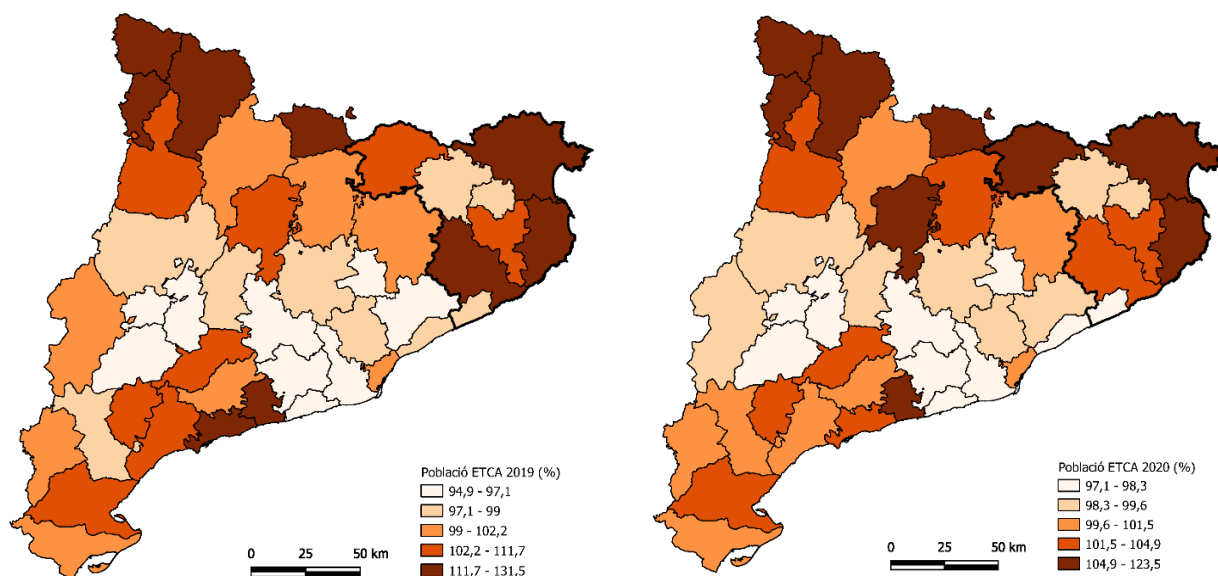 Població ETCA 2019 (%)
94,9 - 97,1
97,1 - 99
99 - 102,2
102,2 - 111,7
111,7 - 131,5
0 25 50 km
Població ETCA 2020 (%)
97,1 - 98,3
98,3 - 99,6
99,6 - 101,5
101,5 - 104,9
104,9 - 123,5
0 25 50 km